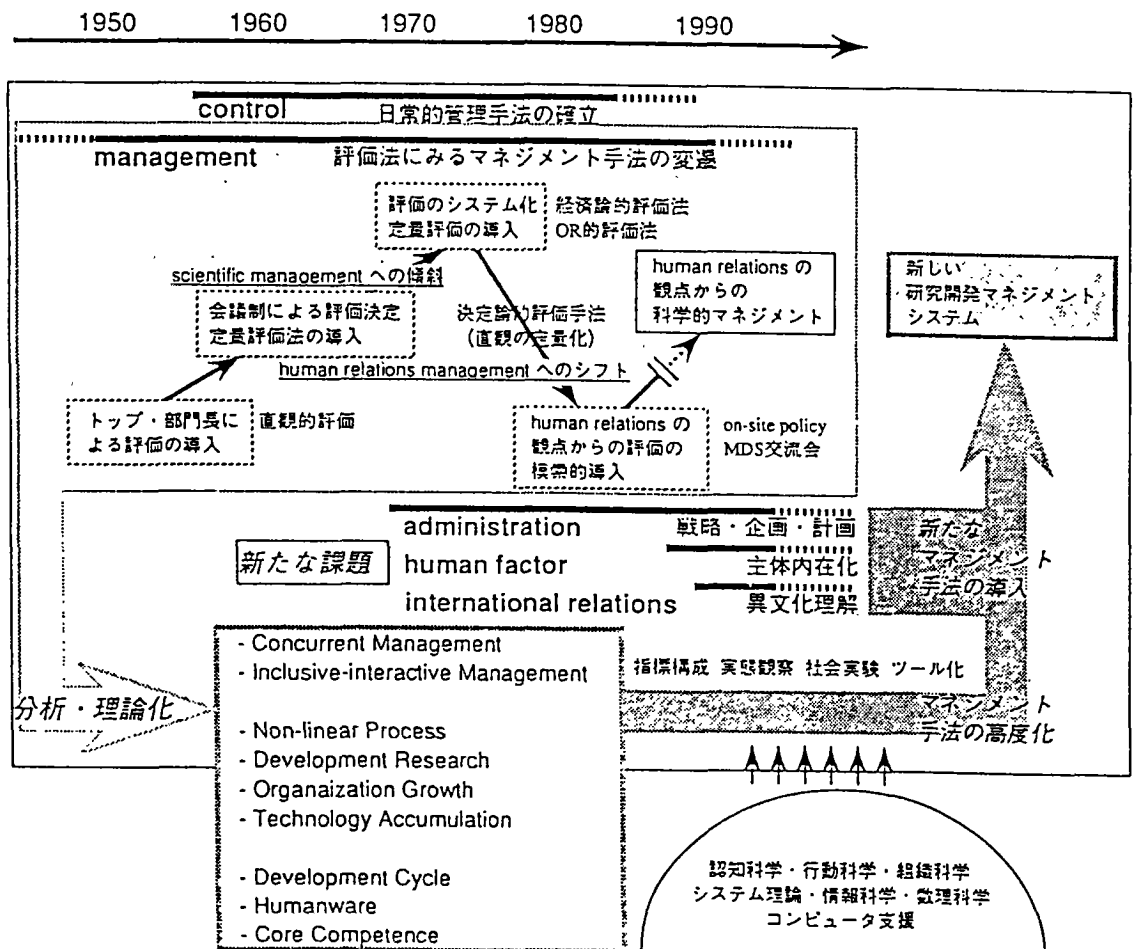 1950 1960 1970 1980 1990
control 日常的管理手法の確立
management 評価法にみるマネジメント手法の変遷
評価のシステム化
定量評価の導入
経済論的評価法
OR的評価法
scientific management への傾斜
会議制による評価決定
定量評価法の導入
決定論的評価手法
(直観の定量化)
human relations の
観点からの
科学的マネジメント
新しい
研究開発マネジメント
システム
human relations management へのシフト
トップ・部門長に
よる評価の導入
直観的評価
human relations の
観点からの評価の
模索的導入
on-site policy
MDS交流会
新たな課題
administration 戦略・企画・計画
human factor 主体内在化
international relations 異文化理解
新たな
マネジメント
手法の導入
分析・理論化
- Concurrent Management
- Inclusive-interactive Management
- Non-linear Process
- Development Research
- Organaization Growth
- Technology Accumulation
- Development Cycle
- Humanware
- Core Competence
指標構成 実態観察 社会実験 ツール化
マネジメント
手法の高度化
認知科学・行動科学・組織科学
システム理論・情報科学・数理科学
コンピュータ支援